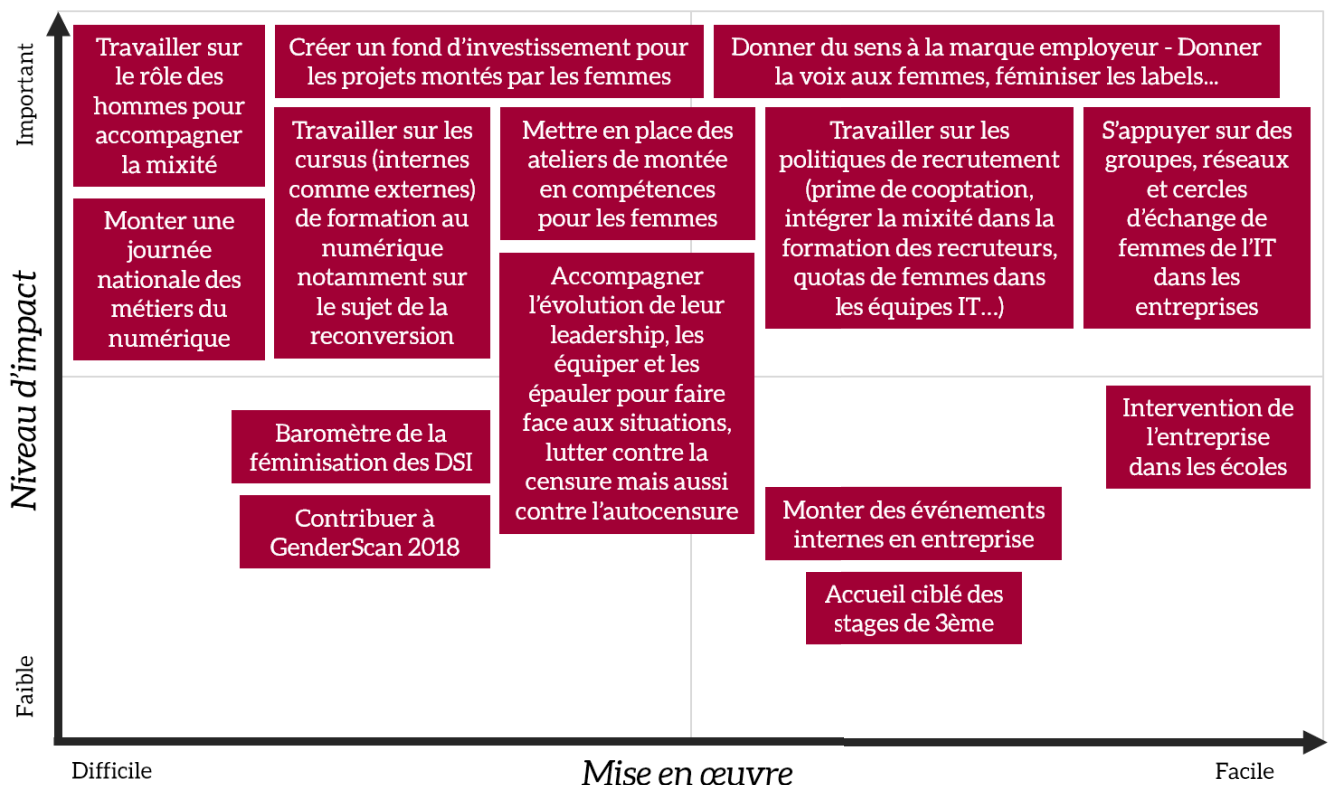 Important
Niveau d'impact
Faible
Travailler sur
le rôle des
hommes pour
accompagner
la mixité
Créer un fond d'investissement pour
les projets montés par les femmes
Donner du sens à la marque employeur - Donner
la voix aux femmes, féminiser les labels...
Monter une
journée
nationale des
métiers du
numérique
Travailler sur les
cursus (internes
comme externes)
de formation au
numérique
notamment sur
le sujet de la
reconversion
Mettre en place des
ateliers de montée
en compétences
pour les femmes
Travailler sur les
politiques de recrutement
(prime de cooptation,
intégrer la mixité dans la
formation des recruteurs,
quotas de femmes dans
les équipes IT...)
S'appuyer sur des
groupes, réseaux
et cercles
d'échange de
femmes de l'IT
dans les
entreprises
Accompagner
l'évolution de leur
leadership, les
équiper et les
épauler pour faire
face aux situations,
lutter contre la
censure mais aussi
contre l'autocensure
Baromètre de la
féminisation des DSI
Contribuer à
GenderScan 2018
Intervention de
l'entreprise
dans les écoles
Monter des événements
internes en entreprise
Accueil ciblé des
stages de 3ème
Difficile
Mise en œuvre
Facile